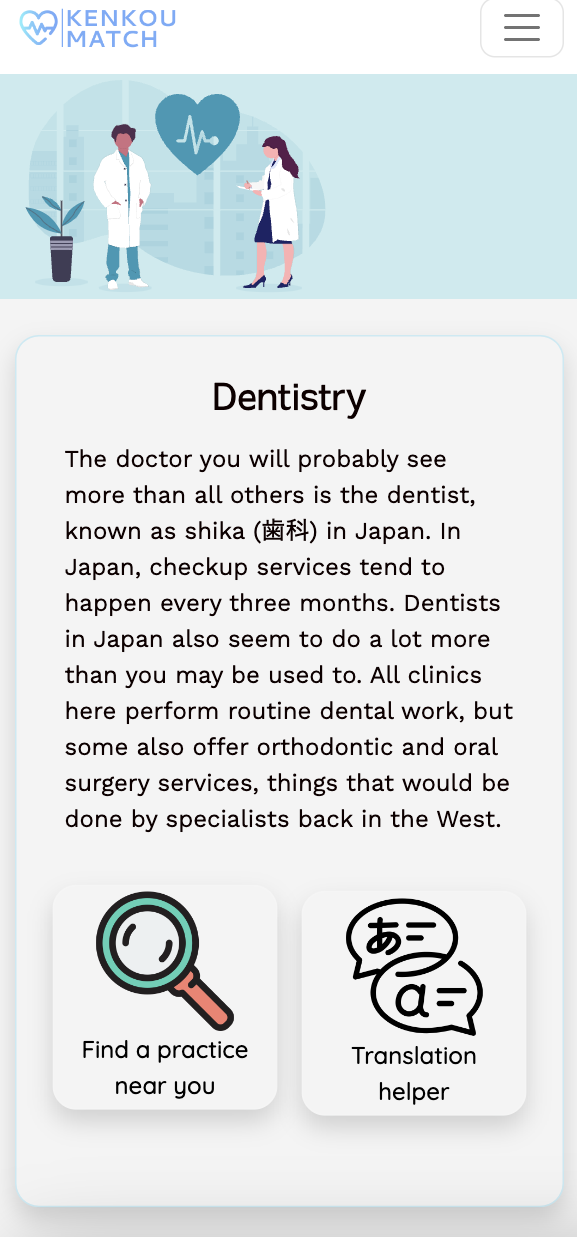 KENKOU
MATCH
Dentistry
The doctor you will probably see
more than all others is the dentist,
known as shika (歯科) in Japan. In
Japan, checkup services tend to
happen every three months. Dentists
in Japan also seem to do a lot more
than you may be used to. All clinics
here perform routine dental work, but
some also offer orthodontic and oral
surgery services, things that would be
done by specialists back in the West.
あ
a
Find a practice
near you
Translation
helper